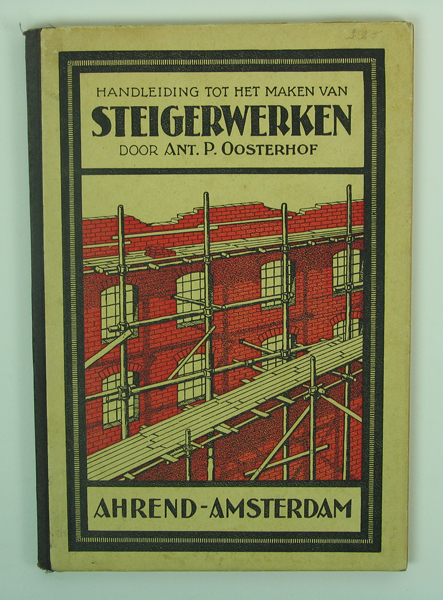 HANDLEIDING TOT HET MAKEN VAN
STEIGERWERKEN
DOOR ANT. P. OOSTERHOF
AHREND-AMSTERDAM